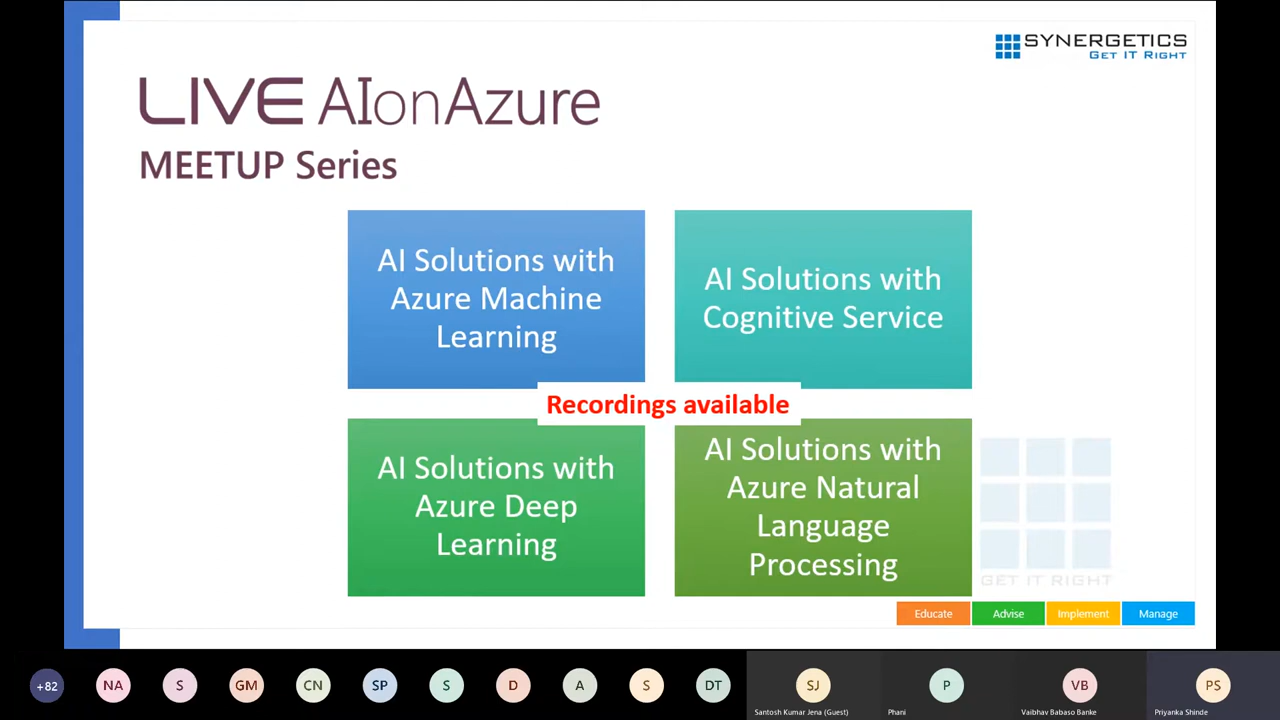 SYNERGETICS
GET IT RIGHT
LIVE AIonAzure
MEETUP Series
AI Solutions with
Azure Machine
Learning
AI Solutions with
Cognitive Service
Recordings available
AI Solutions with
Azure Deep
Learning
AI Solutions with
Azure Natural
Language
Processing
GET IT RIGHT
Educate
Advise
Implement
Manage
+82
NA
S
GM
CN
SP
S
D
A
S
DT
SJ
Santosh Kumar Jena (Guest)
P
Phani
VB
Vaibhav Babaso Banke
PS
Priyanka Shinde